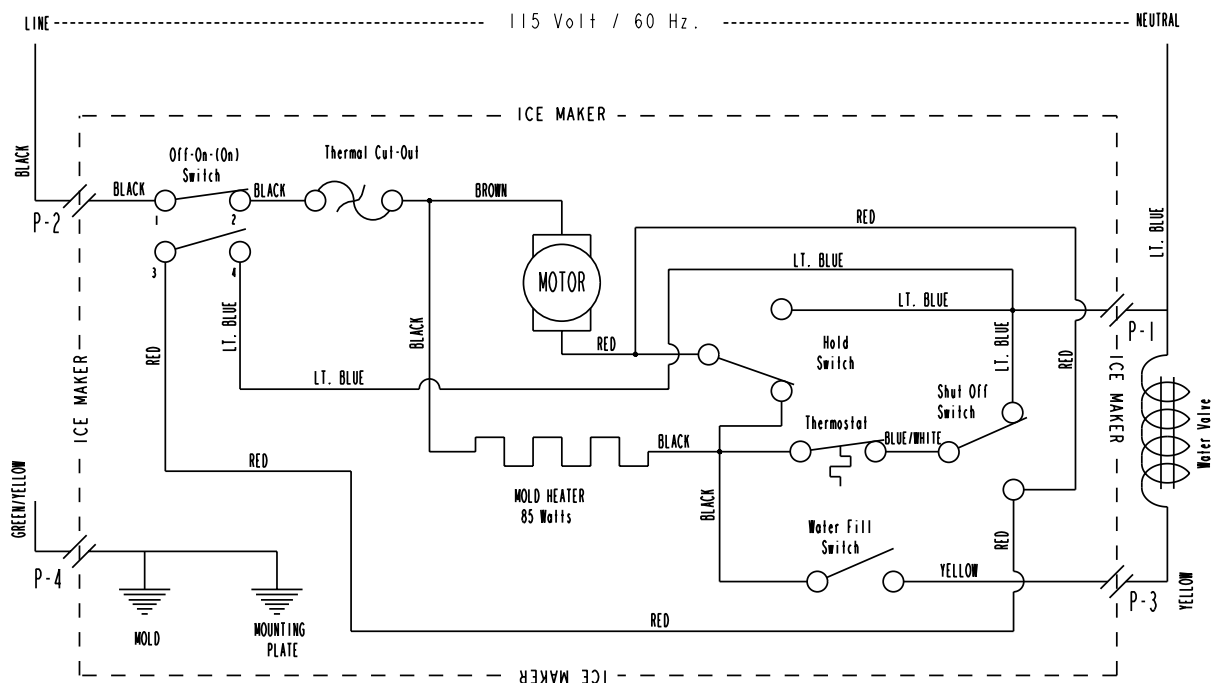 LINE
115 Volt / 60 Hz.
NEUTRAL
ICE MAKER
BLACK
Off-On-(On)
Switch
Thermal Cut-Out
BLACK
BLACK
BROWN
P-2
1
2
3
4
RED
LT. BLUE
LT. BLUE
LT. BLUE
MOTOR
P-1
RED
LT. BLUE
BLACK
RED
Hold
Switch
LT. BLUE
RED
ICE MAKER
ICE MAKER
LT. BLUE
Shut Off
Switch
Thermostat
BLUE/WHITE
BLACK
Water Valve
RED
MOLD HEATER
85 Watts
BLACK
GREEN/YELLOW
Water Fill
Switch
RED
YELLOW
P-4
P-3
YELLOW
MOLD
MOUNTING
PLATE
RED
ICE MAKER